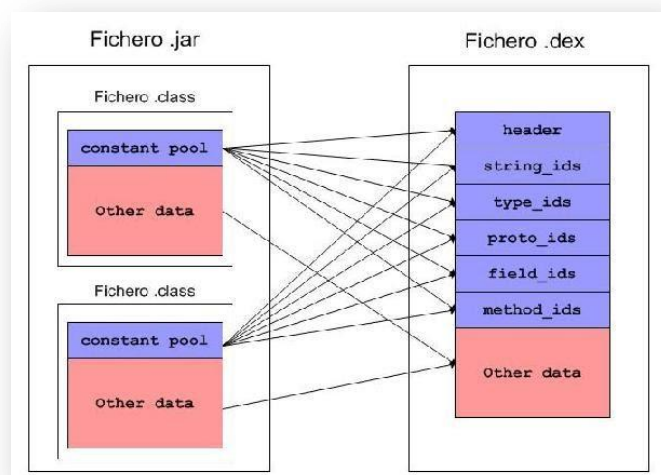 Fichero .jar
Fichero .class
constant pool
Other data
Fichero .class
constant pool
Other data
Fichero .dex
header
string_ids
type_ids
proto_ids
field_ids
method_ids
Other data